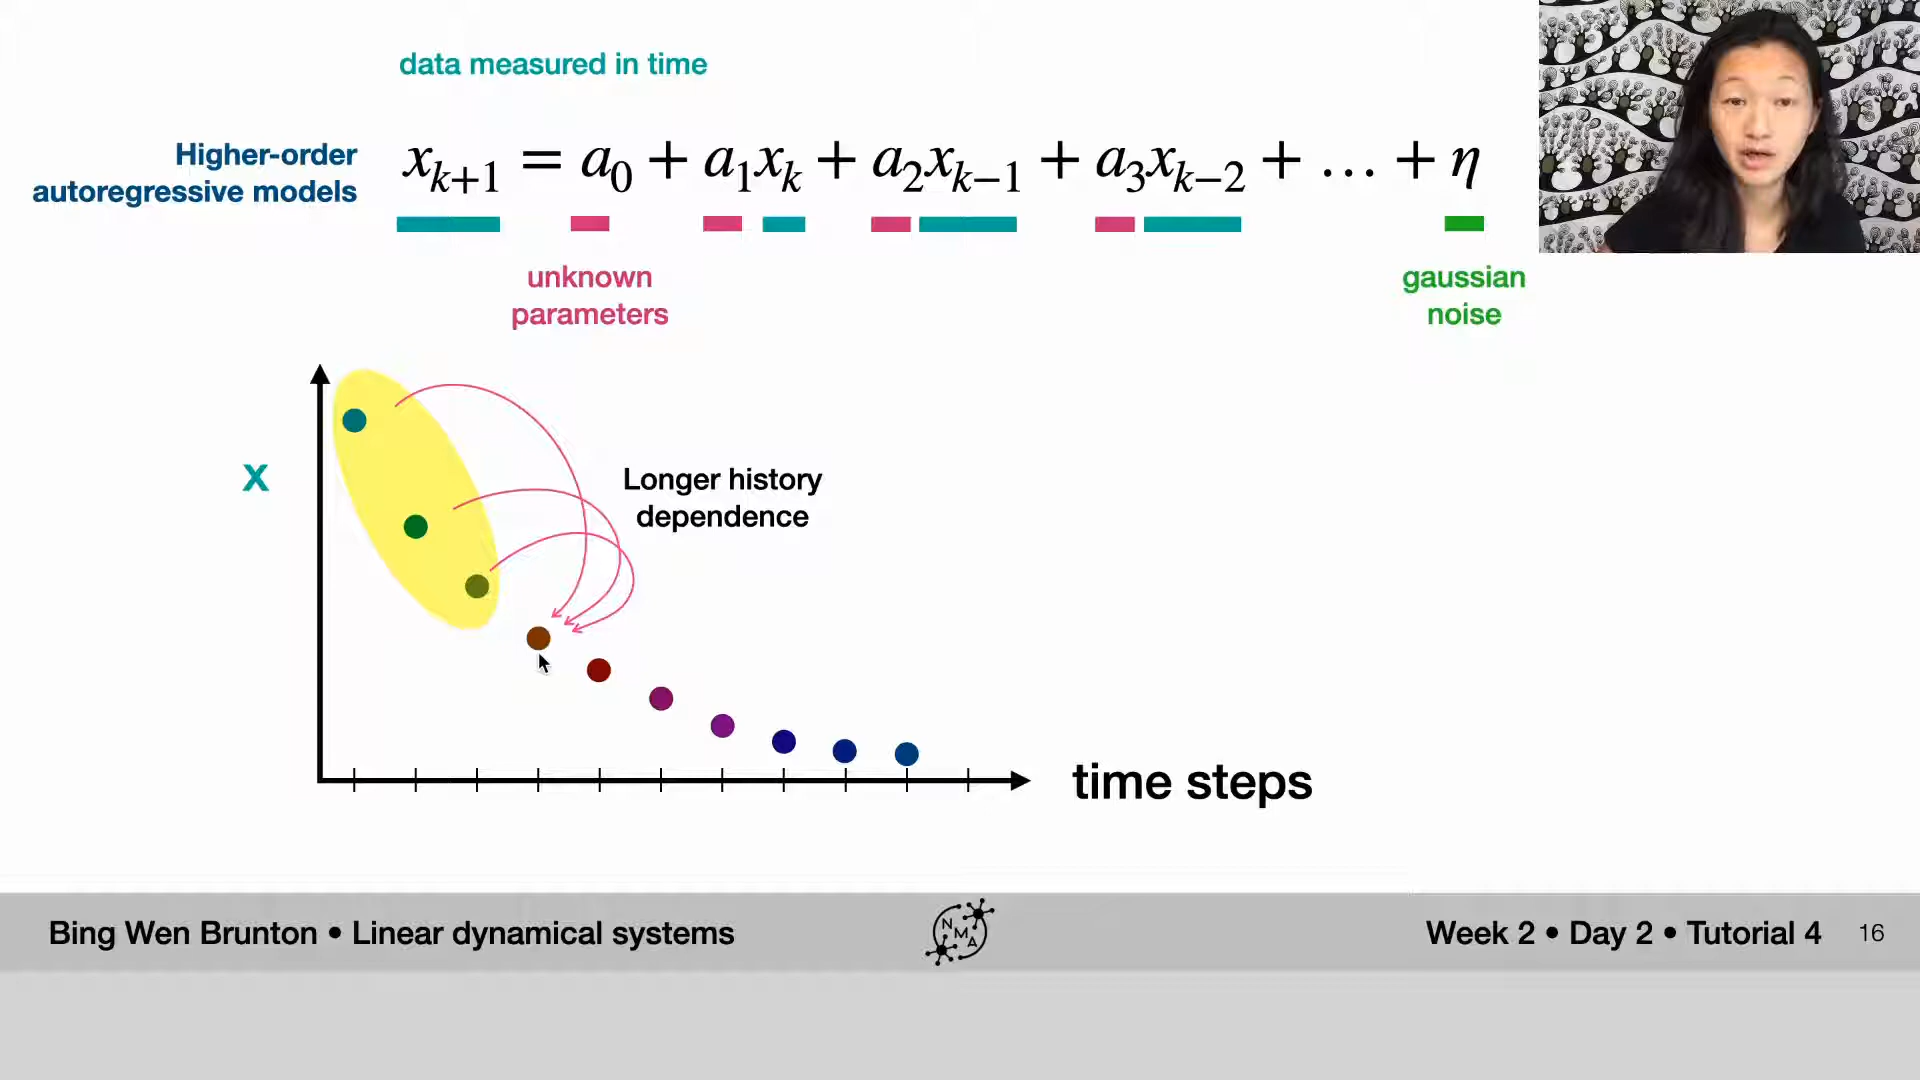 data measured in time
Higher-order
autoregressive models
x_{k+1} = a_0 + a_1x_k + a_2x_{k−1} + a_3x_{k−2} + … + η
unknown
parameters
gaussian
noise
x
Longer history
dependence
time steps
Bing Wen Brunton • Linear dynamical systems
NMA
Week 2 • Day 2 • Tutorial 4
16